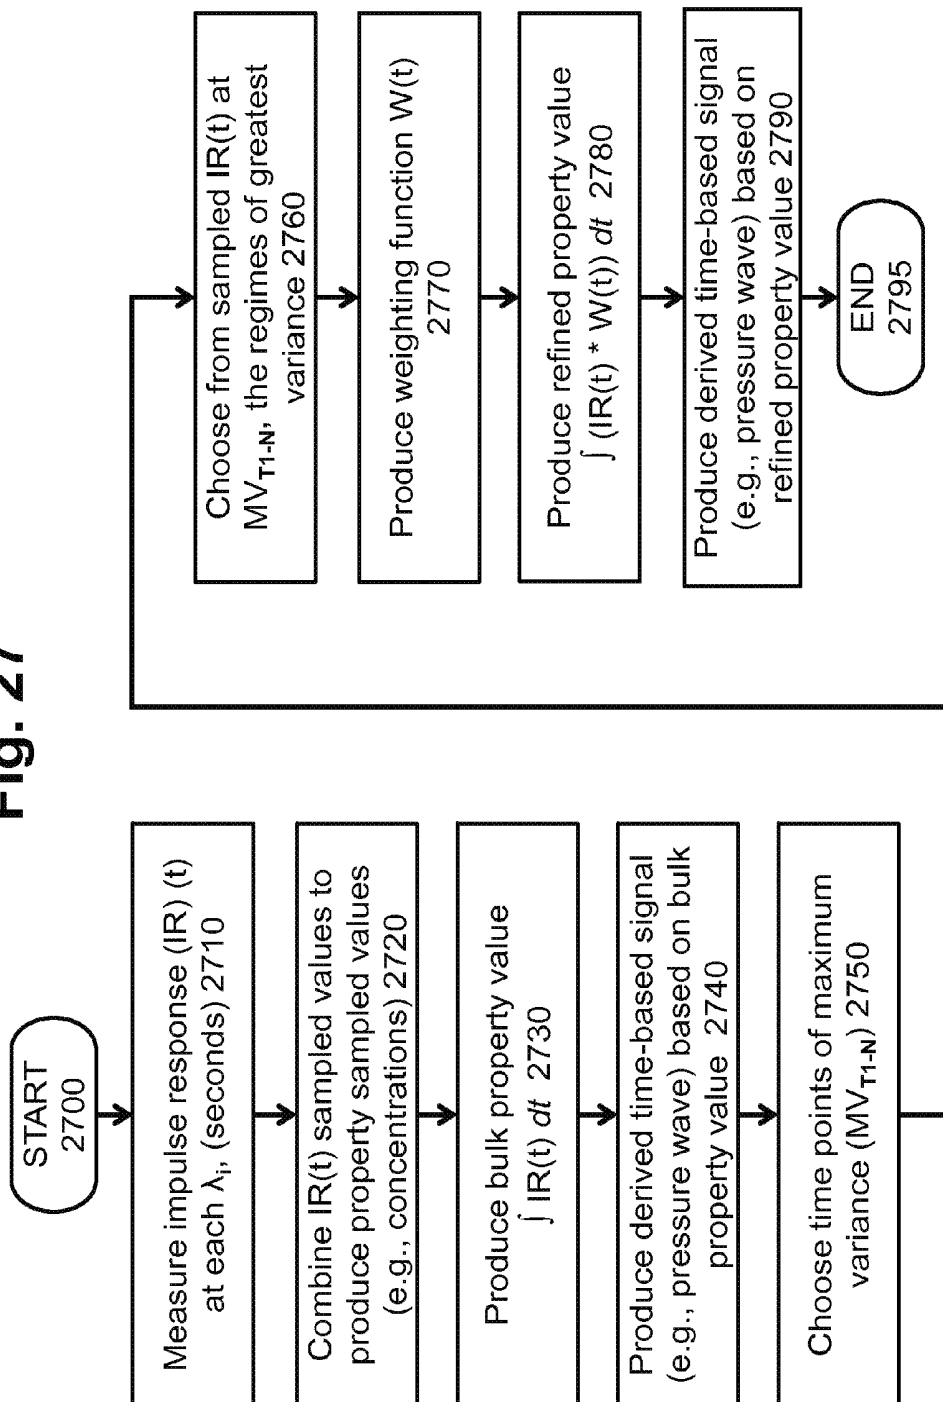 Fig. 27
START
2700
Measure impulse response (IR) (t)
at each λi, (seconds) 2710
Combine IR(t) sampled values to
produce property sampled values
(e.g., concentrations) 2720
Produce bulk property value
∫ IR(t) dt 2730
Produce derived time-based signal
(e.g., pressure wave) based on bulk
property value 2740
Choose time points of maximum
variance (MVT1-N) 2750
Choose from sampled IR(t) at
MVT1-N, the regimes of greatest
variance 2760
Produce weighting function W(t)
2770
Produce refined property value
∫ (IR(t) * W(t)) dt 2780
Produce derived time-based signal
(e.g., pressure wave) based on
refined property value 2790
END
2795